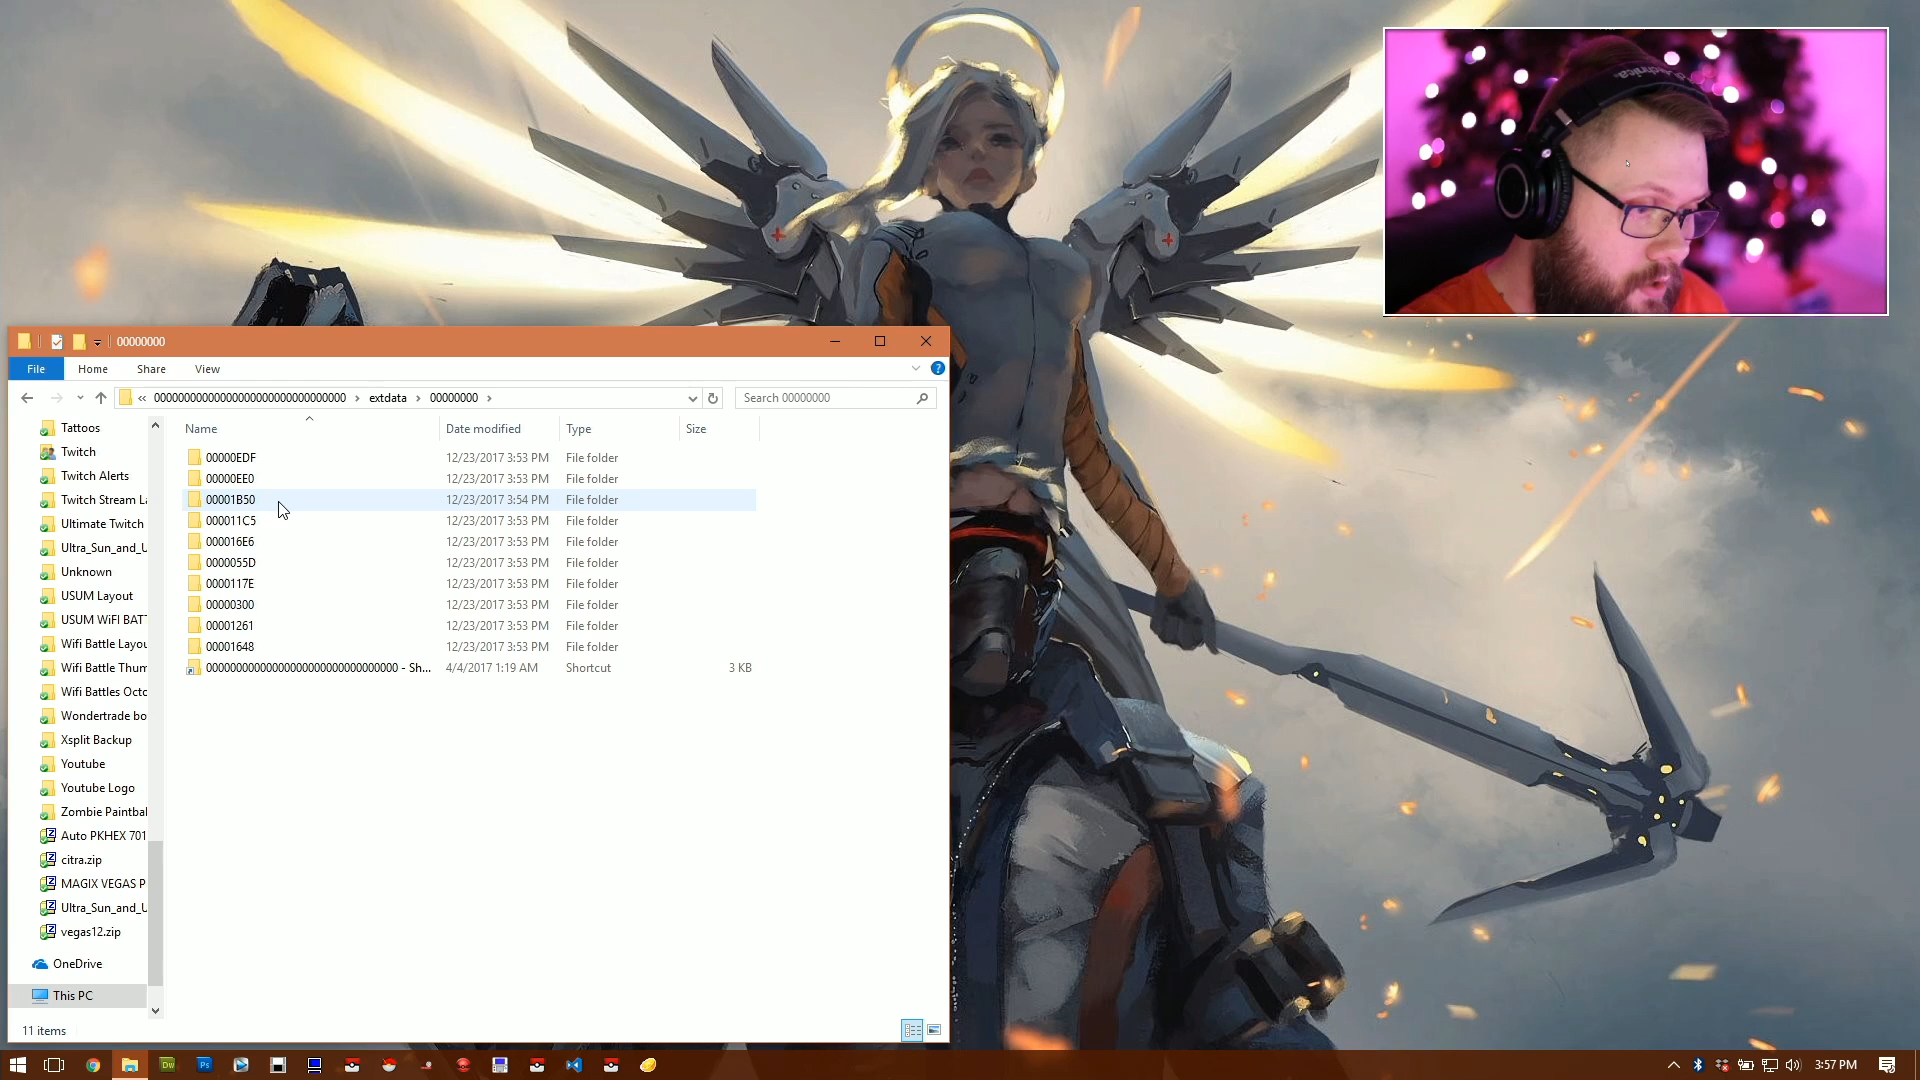 00000000
File
Home
Share
View
00000000000000000000000000000000
extdata
00000000
Search 00000000
Name
Date modified
Type
Size
00000EDF 12/23/2017 3:53 PM File folder
00000EE0 12/23/2017 3:53 PM File folder
00001B50 12/23/2017 3:54 PM File folder
000011C5 12/23/2017 3:53 PM File folder
000016E6 12/23/2017 3:53 PM File folder
0000055D 12/23/2017 3:53 PM File folder
0000117E 12/23/2017 3:53 PM File folder
00000300 12/23/2017 3:53 PM File folder
00001261 12/23/2017 3:53 PM File folder
00001648 12/23/2017 3:53 PM File folder
00000000000000000000000000000000 - Sh... 4/4/2017 1:19 AM Shortcut 3 KB
Tattoos
Twitch
Twitch Alerts
Twitch Stream La
Ultimate Twitch
Ultra_Sun_and_U
Unknown
USUM Layout
USUM WiFI BAT
Wifi Battle Layou
Wifi Battle Thum
Wifi Battles Octo
Wondertrade bo
Xsplit Backup
Youtube
Youtube Logo
Zombie Paintbal
Auto PKHEX 701
citra.zip
MAGIX VEGAS P
Ultra_Sun_and_U
vegas12.zip
OneDrive
This PC
11 items
Dw
Ps
3:57 PM